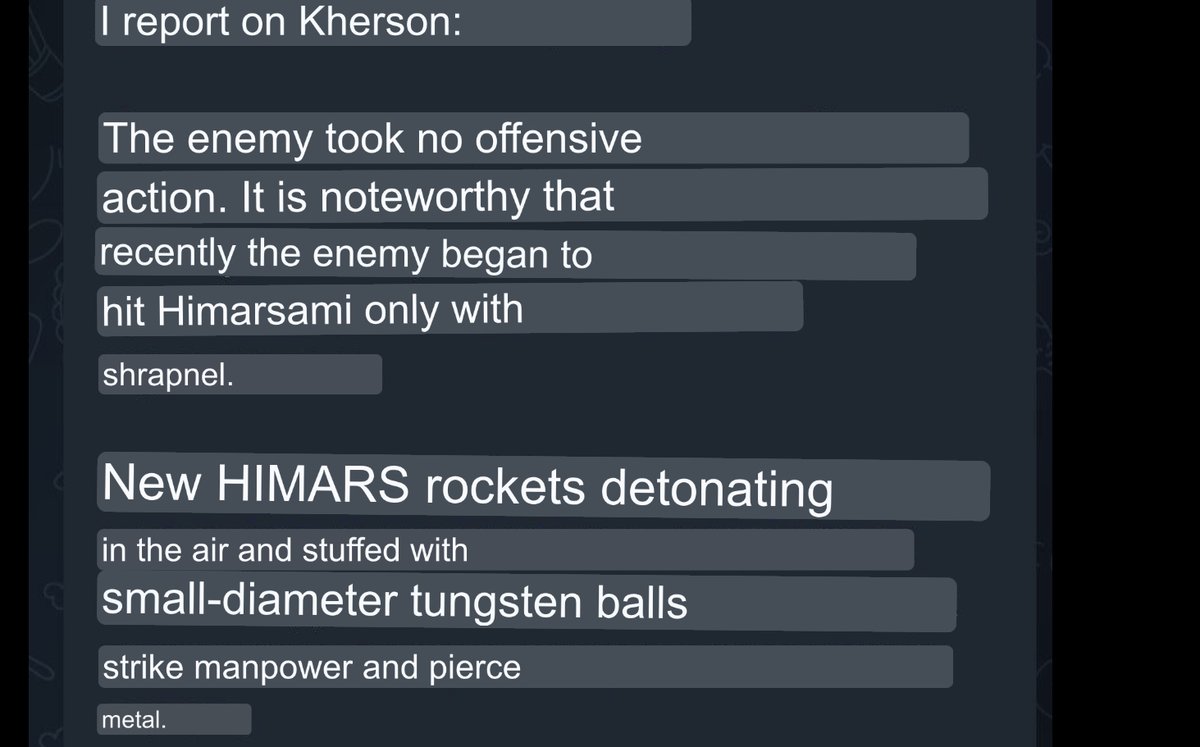 I report on Kherson:
The enemy took no offensive
action. It is noteworthy that
recently the enemy began to
hit Himarsami only with
shrapnel.
New HIMARS rockets detonating
in the air and stuffed with
small-diameter tungsten balls
strike manpower and pierce
metal.